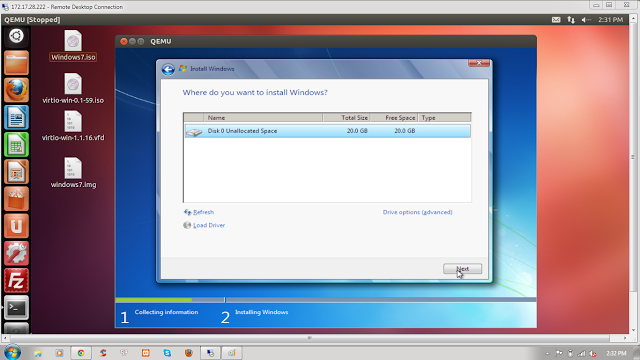 172.17.28.222 - Remote Desktop Connection
QEMU [Stopped]
2:31 PM
Windows7.iso
virtio-win-0.1-59.iso
virtio-win-1.1.16.vfd
windows7.img
QEMU
Install Windows
Where do you want to install Windows?
Name Total Size Free Space Type
Disk 0 Unallocated Space 20.0 GB 20.0 GB
Refresh
Drive options (advanced)
Load Driver
Next
1 Collecting information
2 Installing Windows
2:32 PM